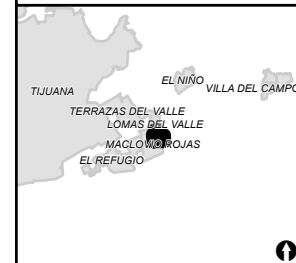 EL NIÑO
VILLA DEL CAMPO
TIJUANA
TERRAZAS DEL VALLE
LOMAS DEL VALLE
MACLOVIO ROJAS
EL REFUGIO